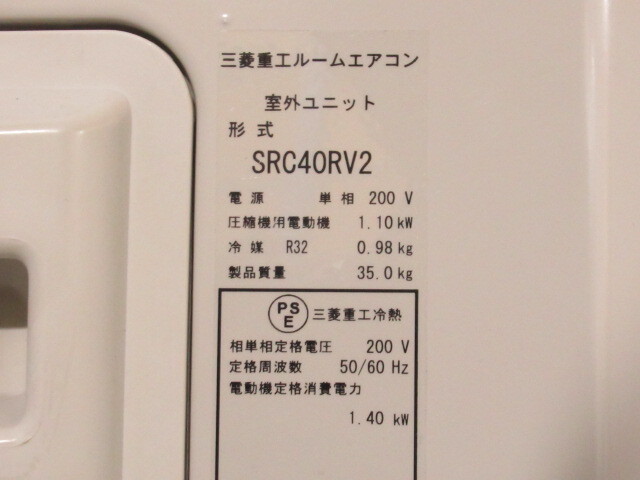 三菱重工ルームエアコン
室外ユニット
形式
SRC40RV2
電源 単相 200 V
圧縮機用電動機 1.10 kW
冷媒 R32 0.98 kg
製品質量 35.0 kg
PS E 三菱重工冷熱
相単相定格電圧 200 V
定格周波数 50/60 Hz
電動機定格消費電力
1.40 kW